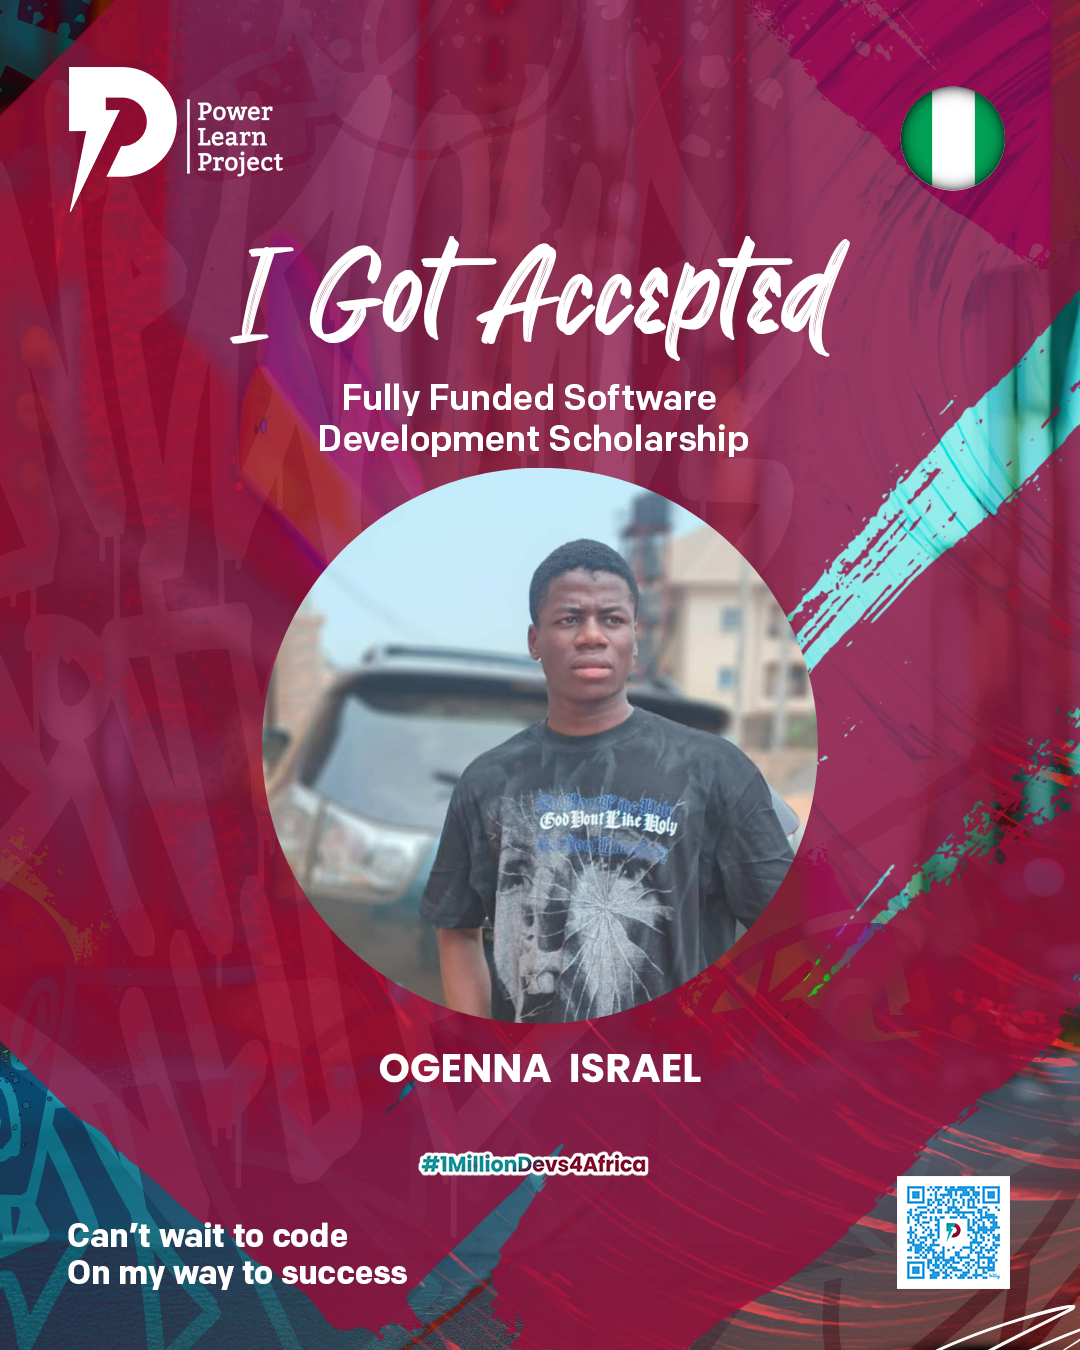 Power
Learn
Project
I Got Accepted
Fully Funded Software
Development Scholarship
God Dont Like Ugly
OGENNA ISRAEL
#1MillionDevs4Africa
Can't wait to code
On my way to success